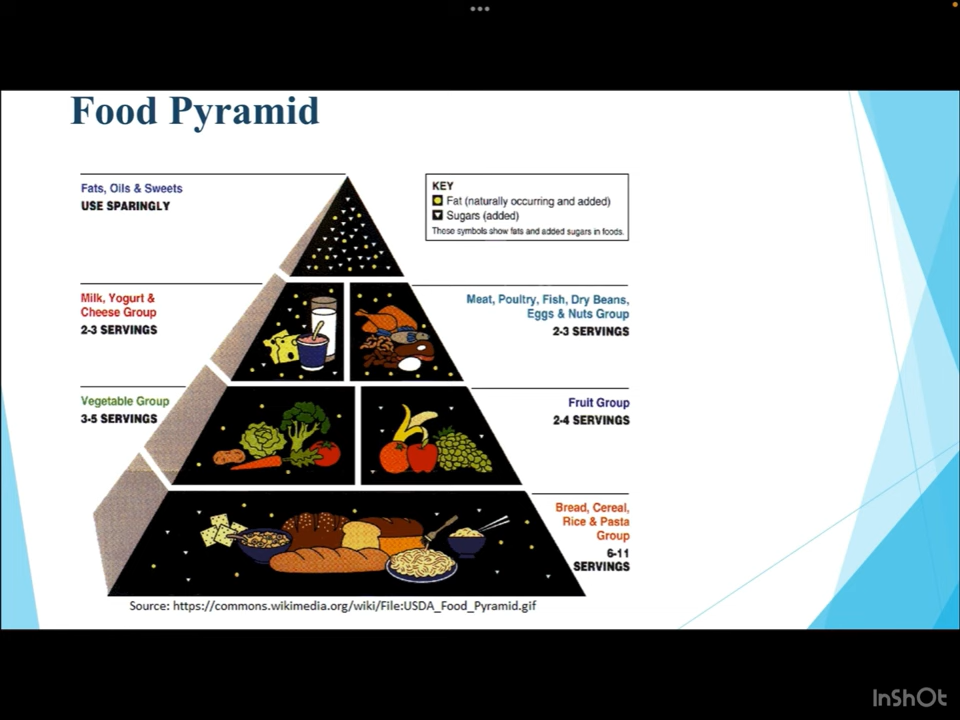 Food Pyramid
Fats, Oils & Sweets
USE SPARINGLY
KEY
Fat (naturally occurring and added)
Sugars (added)
These symbols show fats and added sugars in foods.
Milk, Yogurt &
Cheese Group
2-3 SERVINGS
Meat, Poultry, Fish, Dry Beans,
Eggs & Nuts Group
2-3 SERVINGS
Vegetable Group
3-5 SERVINGS
Fruit Group
2-4 SERVINGS
Bread, Cereal,
Rice & Pasta
Group
6-11
SERVINGS
Source: https://commons.wikimedia.org/wiki/File:USDA_Food_Pyramid.gif
InShOt